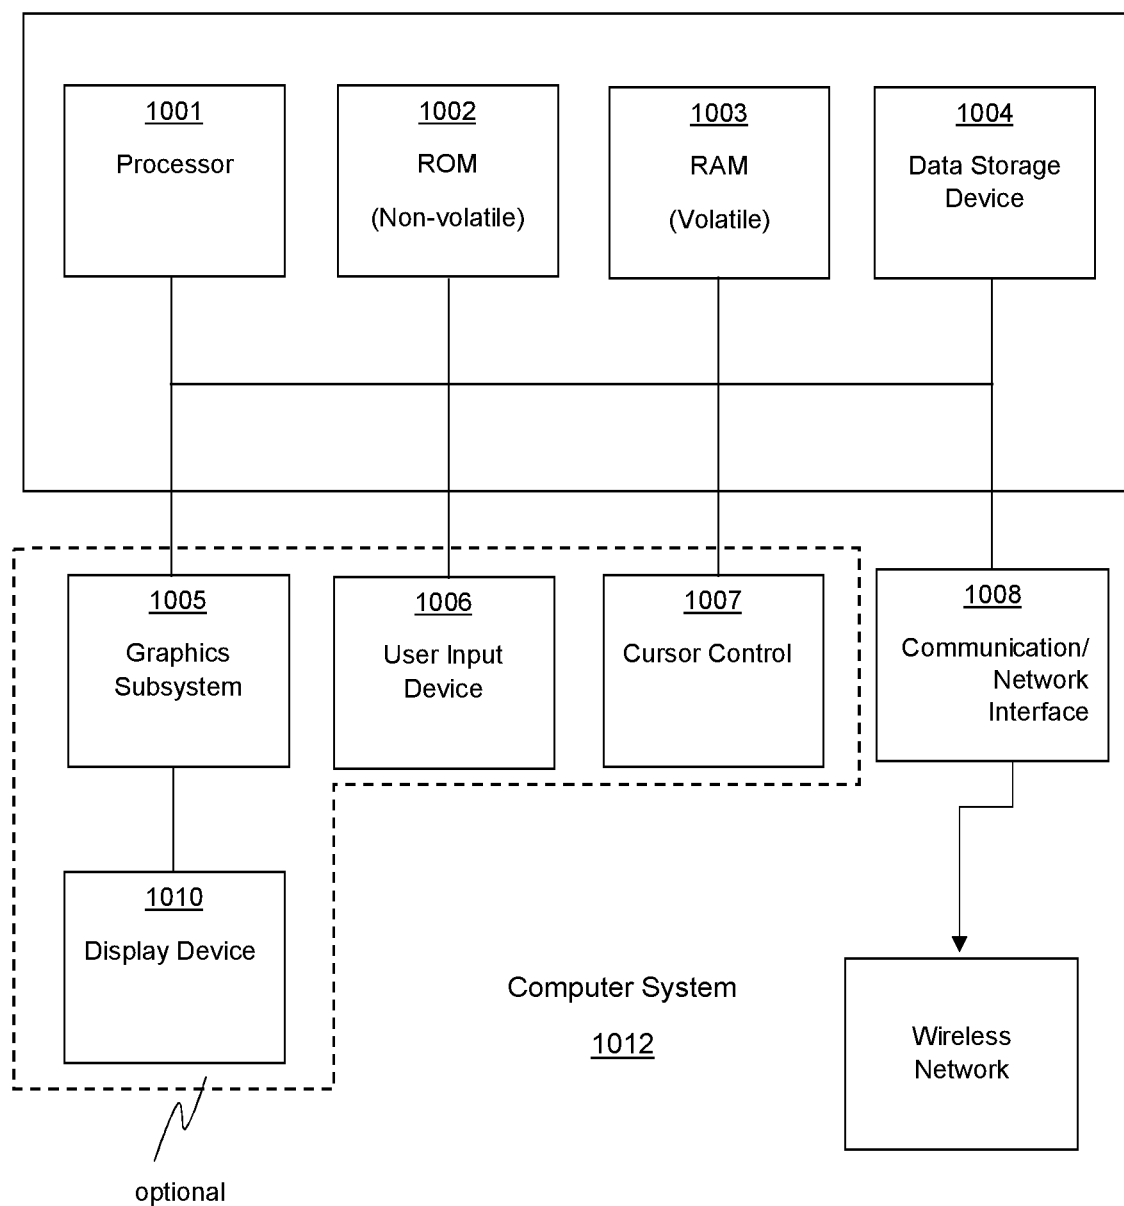 1001
Processor
1002
ROM
(Non-volatile)
1003
RAM
(Volatile)
1004
Data Storage
Device
1005
Graphics
Subsystem
1006
User Input
Device
1007
Cursor Control
1008
Communication/
Network
Interface
1010
Display Device
Computer System
1012
Wireless
Network
optional